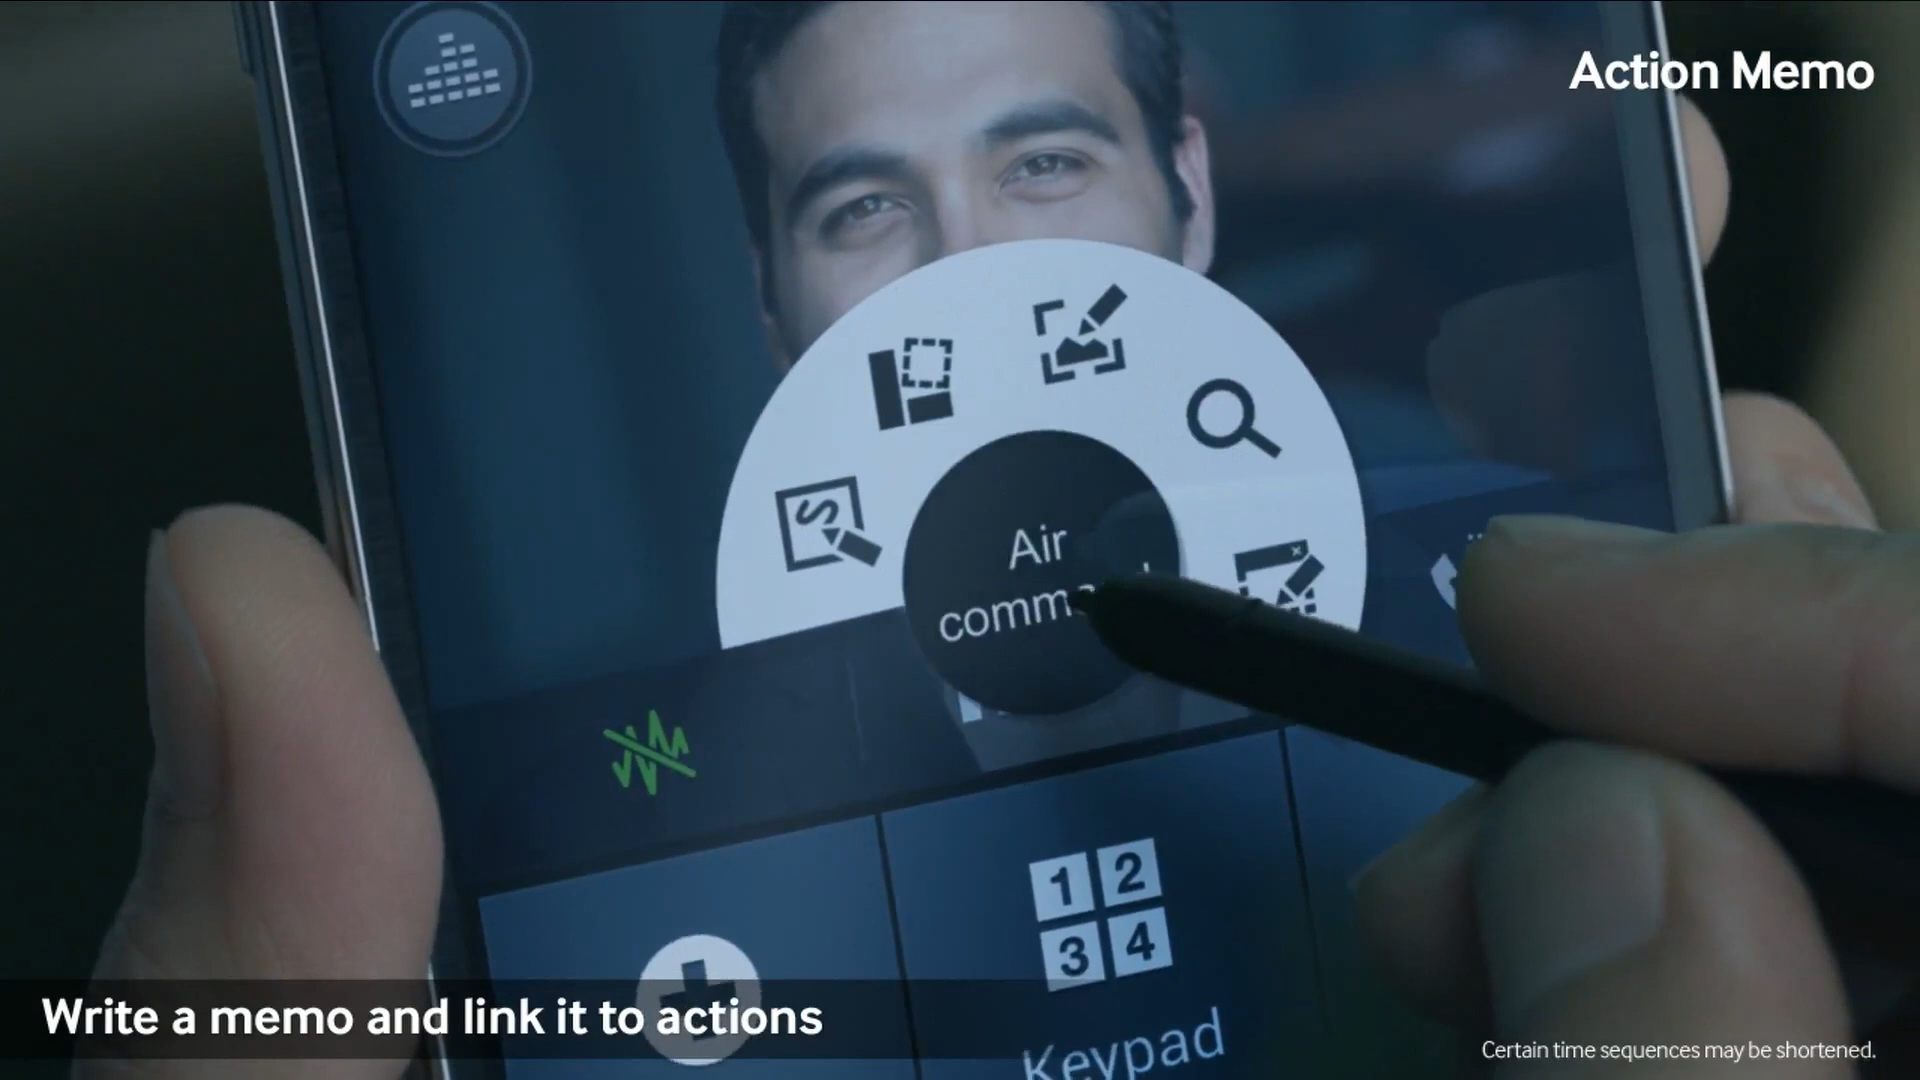 Action Memo
Air
1 2
3 4
Keypad
Write a memo and link it to actions
Certain time sequences may be shortened.